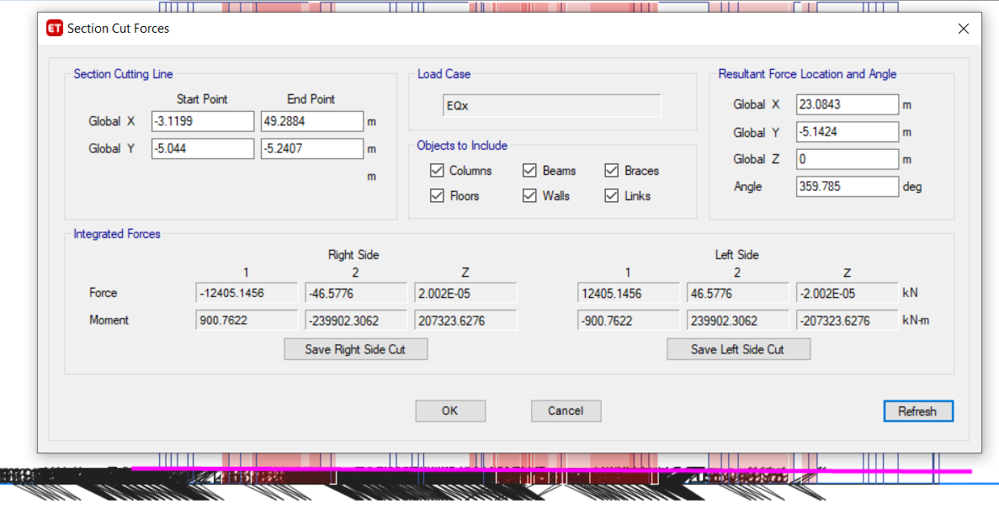 ET Section Cut Forces
Section Cutting Line
Start Point End Point
Global X -3.1199 49.2884 m
Global Y -5.044 -5.2407 m
m
Load Case
EQx
Objects to Include
Columns Beams Braces
Floors Walls Links
Resultant Force Location and Angle
Global X 23.0843 m
Global Y -5.1424 m
Global Z 0 m
Angle 359.785 deg
Integrated Forces
Right Side Left Side
1 2 Z 1 2 Z
Force -12405.1456 -46.5776 2.002E-05 12405.1456 46.5776 -2.002E-05 kN
Moment 900.7622 -239902.3062 207323.6276 -900.7622 239902.3062 -207323.6276 kN-m
Save Right Side Cut Save Left Side Cut
OK Cancel Refresh